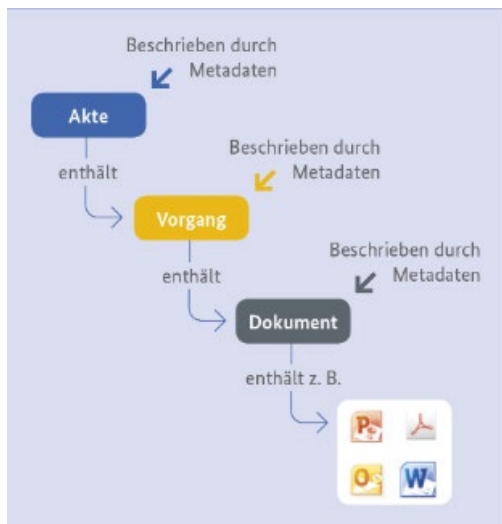 Beschrieben durch
Metadaten
Akte
enthält
Beschrieben durch
Metadaten
Vorgang
enthält
Beschrieben durch
Metadaten
Dokument
enthält z. B.
P
O
W